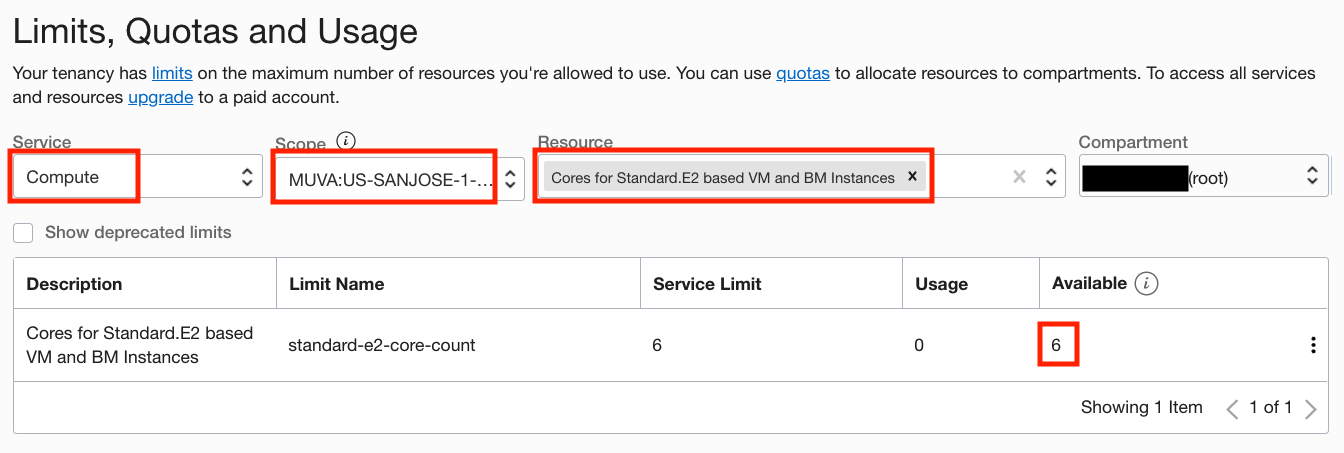 Limits, Quotas and Usage
Your tenancy has limits on the maximum number of resources you're allowed to use. You can use quotas to allocate resources to compartments. To access all services
and resources upgrade to a paid account.
Service
Scope i
Resource
Compartment
Compute
MUVA:US-SANJOSE-1-...
Cores for Standard.E2 based VM and BM Instances ×
×
(root)
Show deprecated limits
Description
Limit Name
Service Limit
Usage
Available i
Cores for Standard.E2 based
VM and BM Instances
standard-e2-core-count
6
0
6
Showing 1 Item
1 of 1